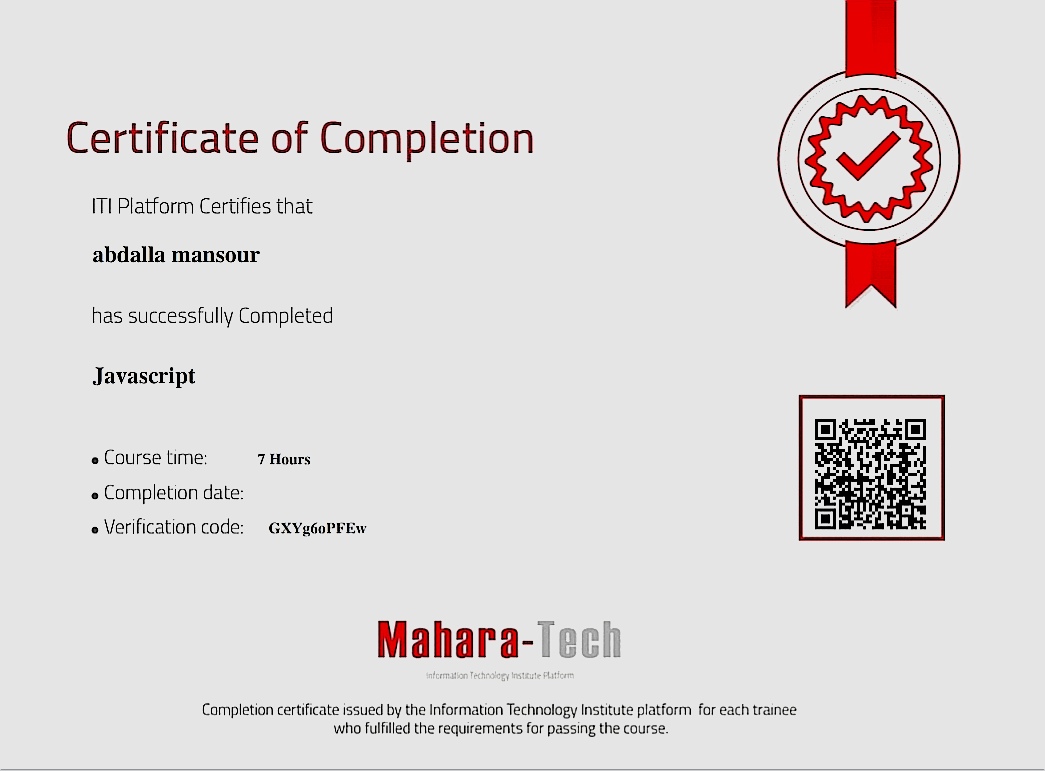 Certificate of Completion
ITI Platform Certifies that
abdalla mansour
has successfully Completed
Javascript
Course time: 7 Hours
Completion date:
Verification code: GXYg6oPFEw
Mahara-Tech
Information Technology Institute Platform
Completion certificate issued by the Information Technology Institute platform for each trainee
who fulfilled the requirements for passing the course.